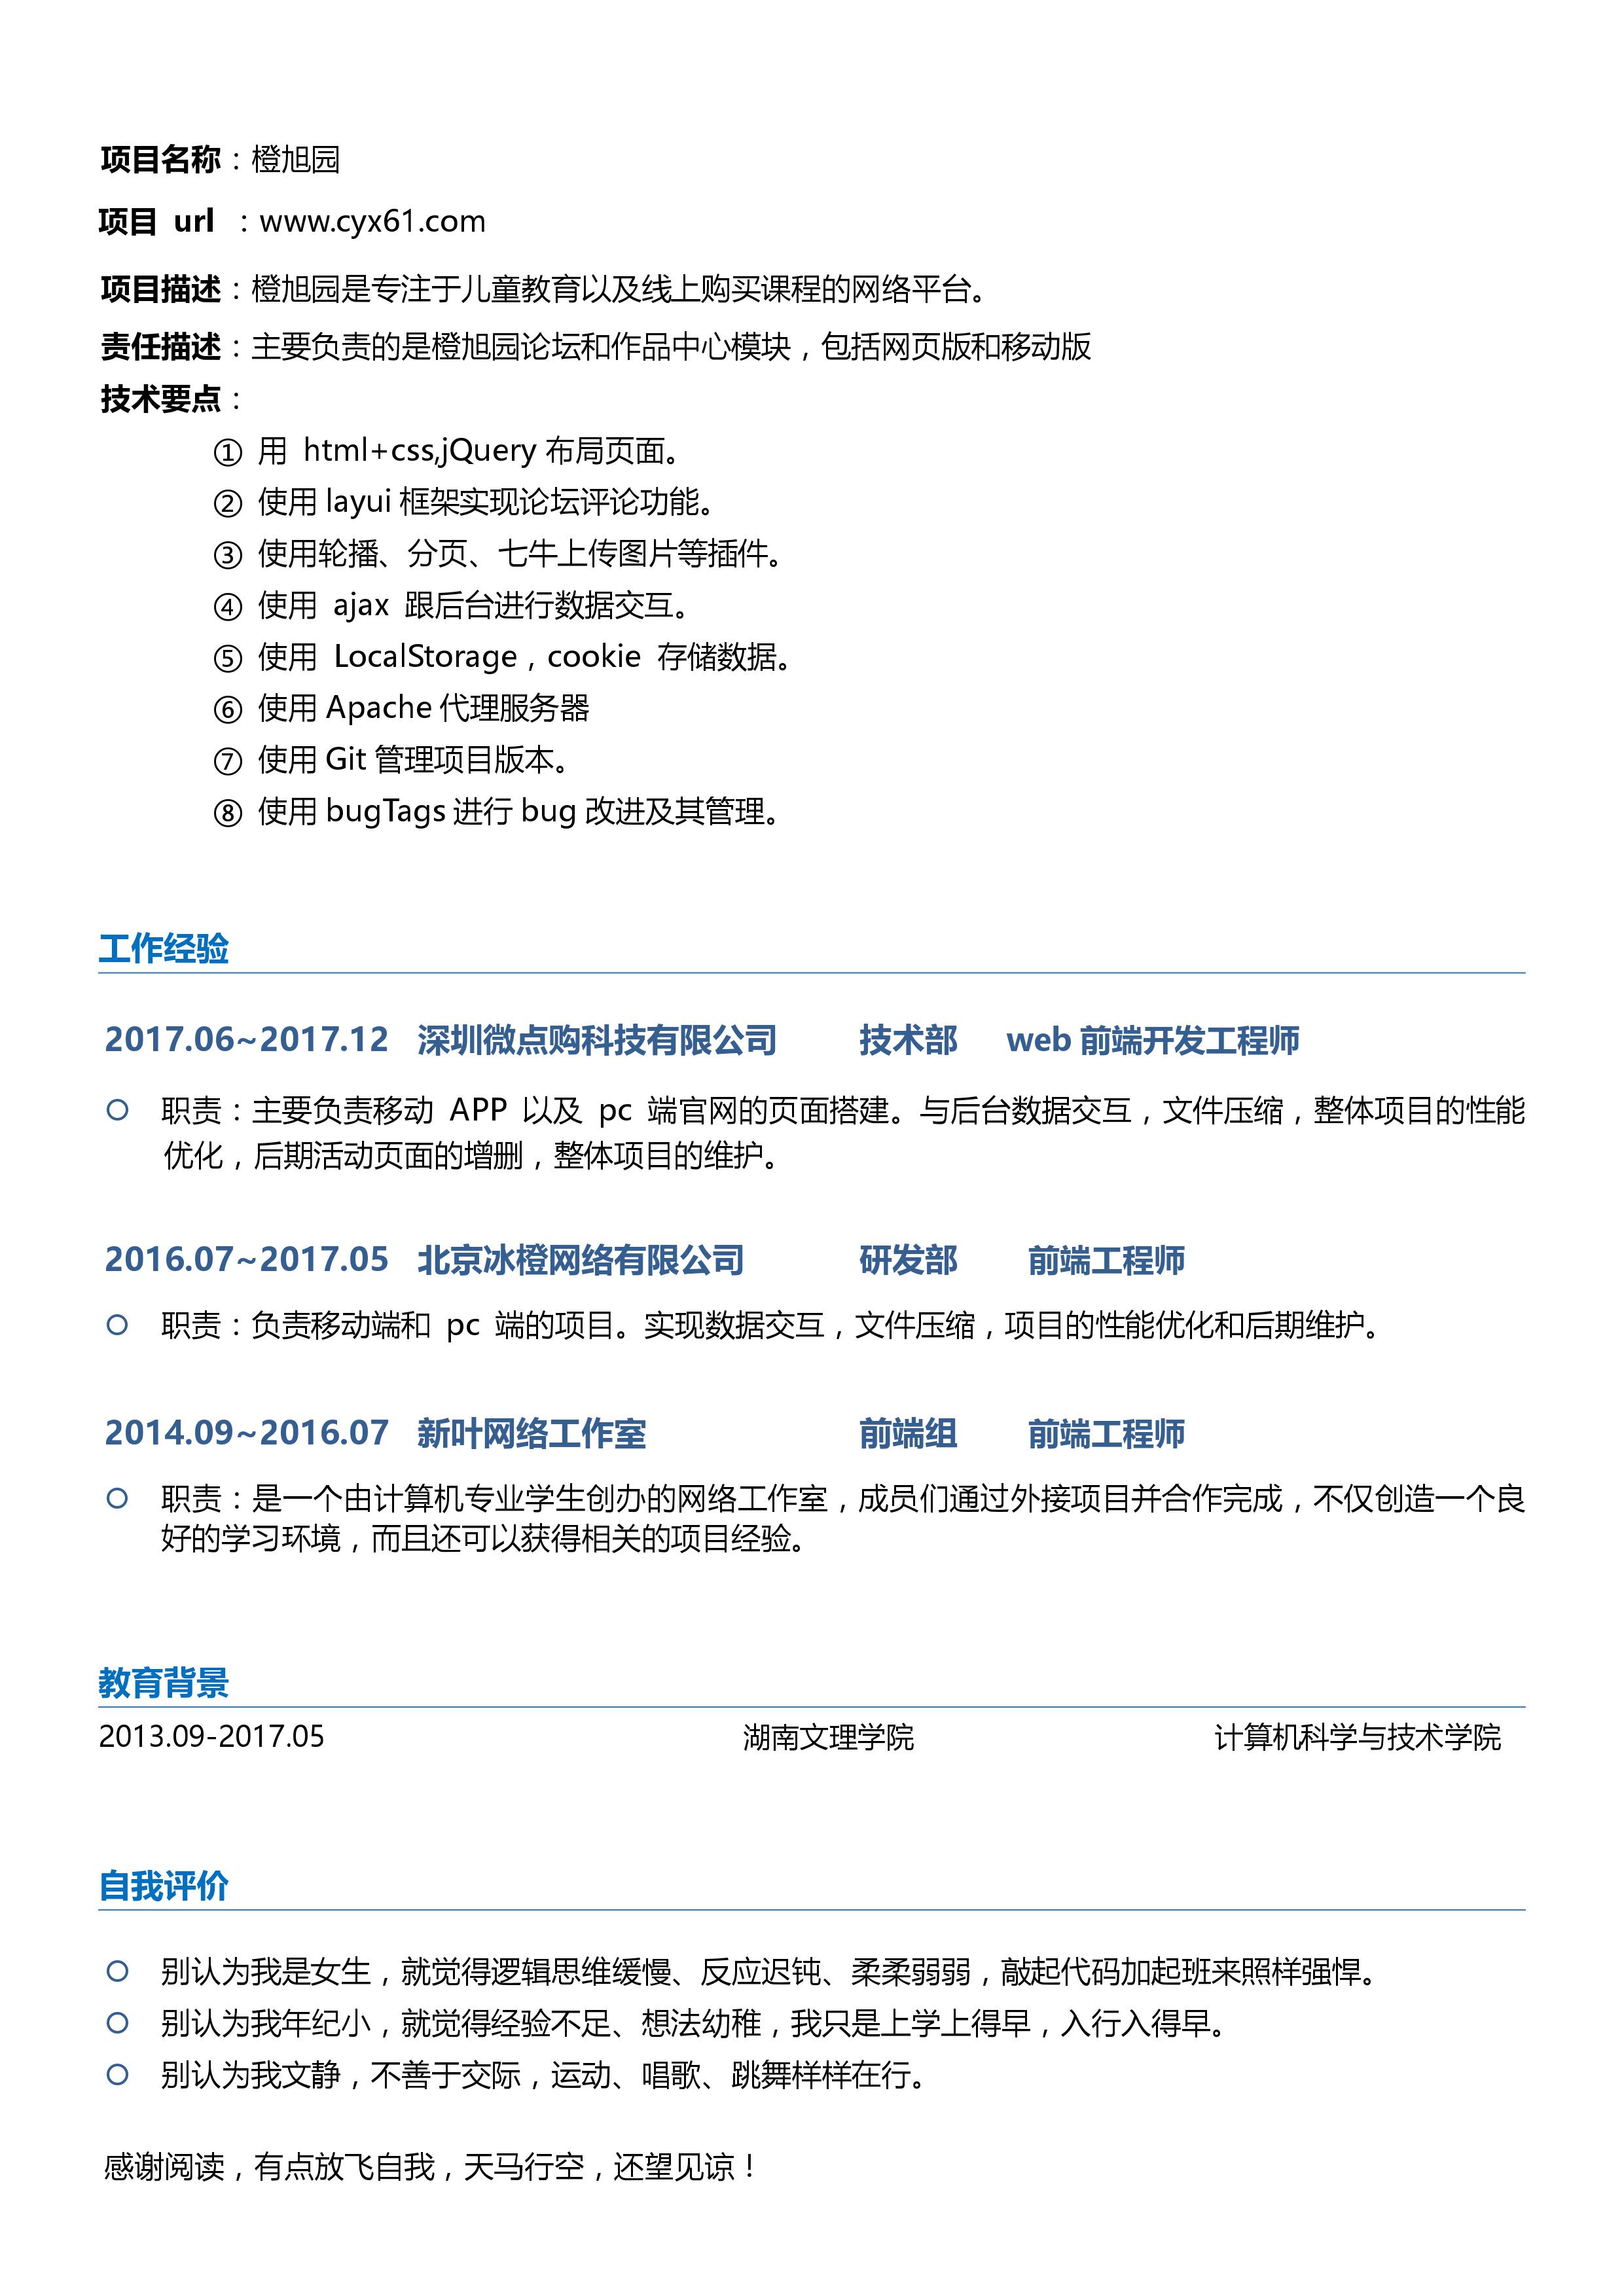 项目名称：橙旭园
项目 url ：www.cyx61.com
项目描述：橙旭园是专注于儿童教育以及线上购买课程的网络平台。
责任描述：主要负责的是橙旭园论坛和作品中心模块，包括网页版和移动版
技术要点：
① 用 html+css,jQuery 布局页面。
② 使用 layui 框架实现论坛评论功能。
③ 使用轮播、分页、七牛上传图片等插件。
④ 使用 ajax 跟后台进行数据交互。
⑤ 使用 LocalStorage，cookie 存储数据。
⑥ 使用 Apache 代理服务器
⑦ 使用 Git 管理项目版本。
⑧ 使用 bugTags 进行 bug 改进及其管理。
工作经验
2017.06~2017.12 深圳微点购科技有限公司 技术部 web 前端开发工程师
职责：主要负责移动 APP 以及 pc 端官网的页面搭建。与后台数据交互，文件压缩，整体项目的性能
优化，后期活动页面的增删，整体项目的维护。
2016.07~2017.05 北京冰橙网络有限公司 研发部 前端工程师
职责：负责移动端和 pc 端的项目。实现数据交互，文件压缩，项目的性能优化和后期维护。
2014.09~2016.07 新叶网络工作室 前端组 前端工程师
职责：是一个由计算机专业学生创办的网络工作室，成员们通过外接项目并合作完成，不仅创造一个良
好的学习环境，而且还可以获得相关的项目经验。
教育背景
2013.09-2017.05 湖南文理学院 计算机科学与技术学院
自我评价
别认为我是女生，就觉得逻辑思维缓慢、反应迟钝、柔柔弱弱，敲起代码加起班来照样强悍。
别认为我年纪小，就觉得经验不足、想法幼稚，我只是上学上得早，入行入得早。
别认为我文静，不善于交际，运动、唱歌、跳舞样样在行。
感谢阅读，有点放飞自我，天马行空，还望见谅！